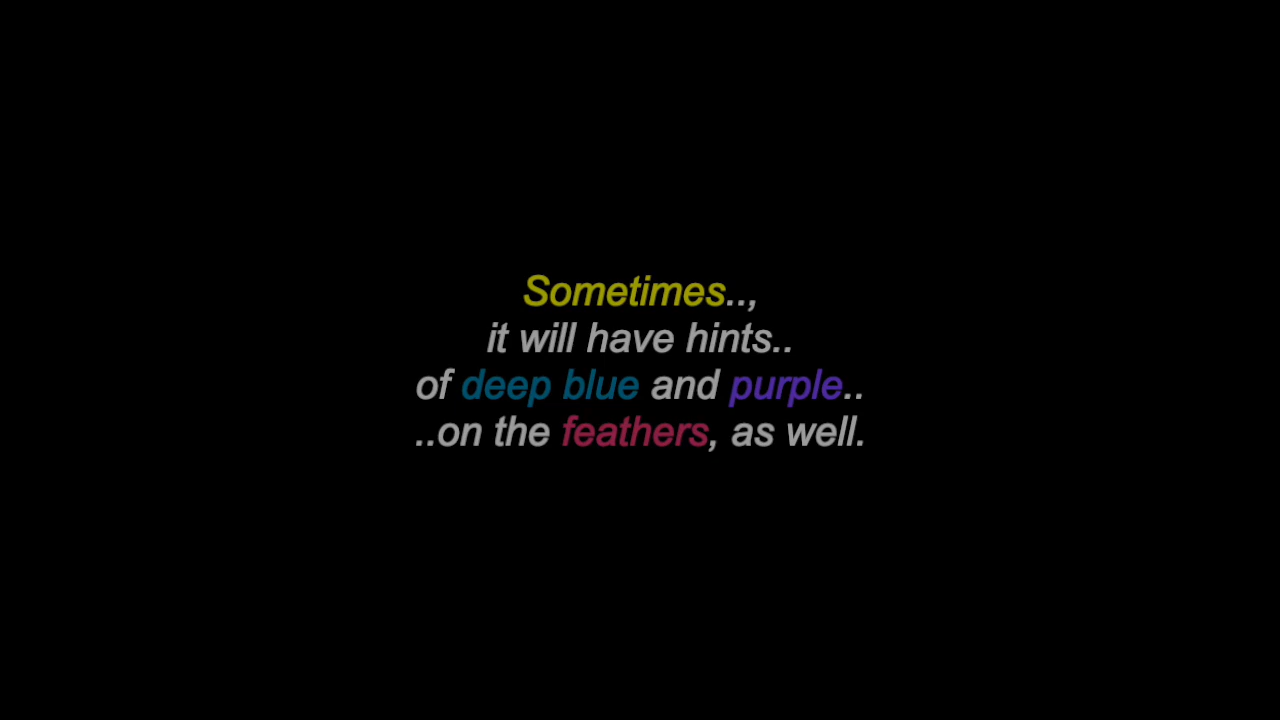 Sometimes..,
it will have hints..
of deep blue and purple..
..on the feathers, as well.